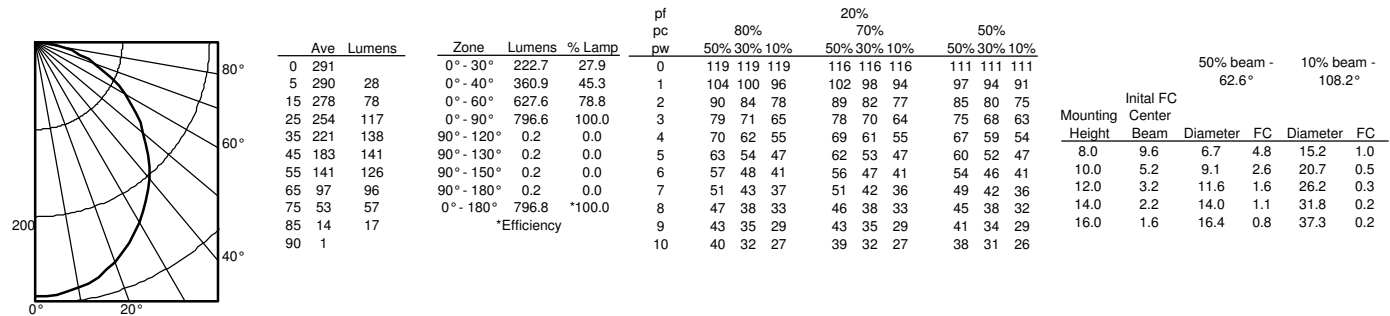 80°
60°
200
40°
0° 20°
Ave Lumens
0 291
5 290 28
15 278 78
25 254 117
35 221 138
45 183 141
55 141 126
65 97 96
75 53 57
85 14 17
90 1
Zone Lumens % Lamp
0°- 30° 222.7 27.9
0°- 40° 360.9 45.3
0°- 60° 627.6 78.8
0°- 90° 796.6 100.0
90°- 120° 0.2 0.0
90°- 130° 0.2 0.0
90°- 150° 0.2 0.0
90°- 180° 0.2 0.0
0°- 180° 796.8 *100.0
*Efficiency
pf 20%
pc 80% 70% 50%
pw 50% 30% 10% 50% 30% 10% 50% 30% 10%
0 119 119 119 116 116 116 111 111 111
1 104 100 96 102 98 94 97 94 91
2 90 84 78 89 82 77 85 80 75
3 79 71 65 78 70 64 75 68 63
4 70 62 55 69 61 55 67 59 54
5 63 54 47 62 53 47 60 52 47
6 57 48 41 56 47 41 54 46 41
7 51 43 37 51 42 36 49 42 36
8 47 38 33 46 38 33 45 38 32
9 43 35 29 43 35 29 41 34 29
10 40 32 27 39 32 27 38 31 26
50% beam - 10% beam -
62.6° 108.2°
Inital FC
Mounting Center
Height Beam Diameter FC Diameter FC
8.0 9.6 6.7 4.8 15.2 1.0
10.0 5.2 9.1 2.6 20.7 0.5
12.0 3.2 11.6 1.6 26.2 0.3
14.0 2.2 14.0 1.1 31.8 0.2
16.0 1.6 16.4 0.8 37.3 0.2